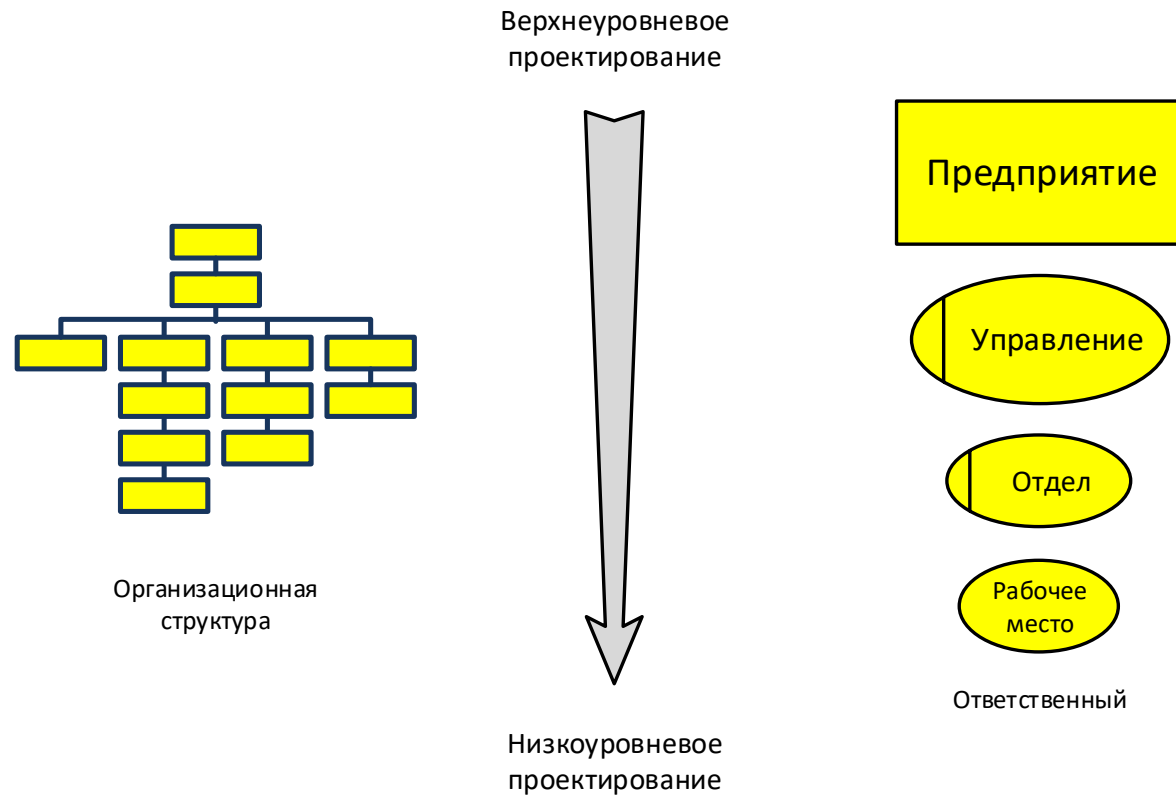 Верхнеуровневое
проектирование
Предприятие
Управление
Отдел
Рабочее
место
Ответственный
Организационная
структура
Низкоуровневое
проектирование